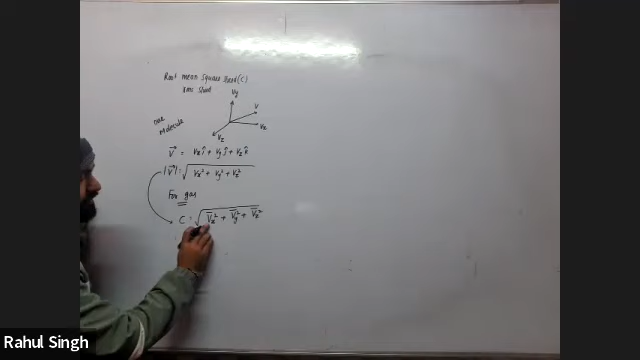 Root mean square speed (C)
rms speed
Vy
V
Vx
Vz
one
molecule
V⃗ = Vx î + Vy ĵ + Vz k̂
|V⃗| = √(Vx² + Vy² + Vz²)
For gas
C = √(V̄x² + V̄y² + V̄z²)
Rahul Singh